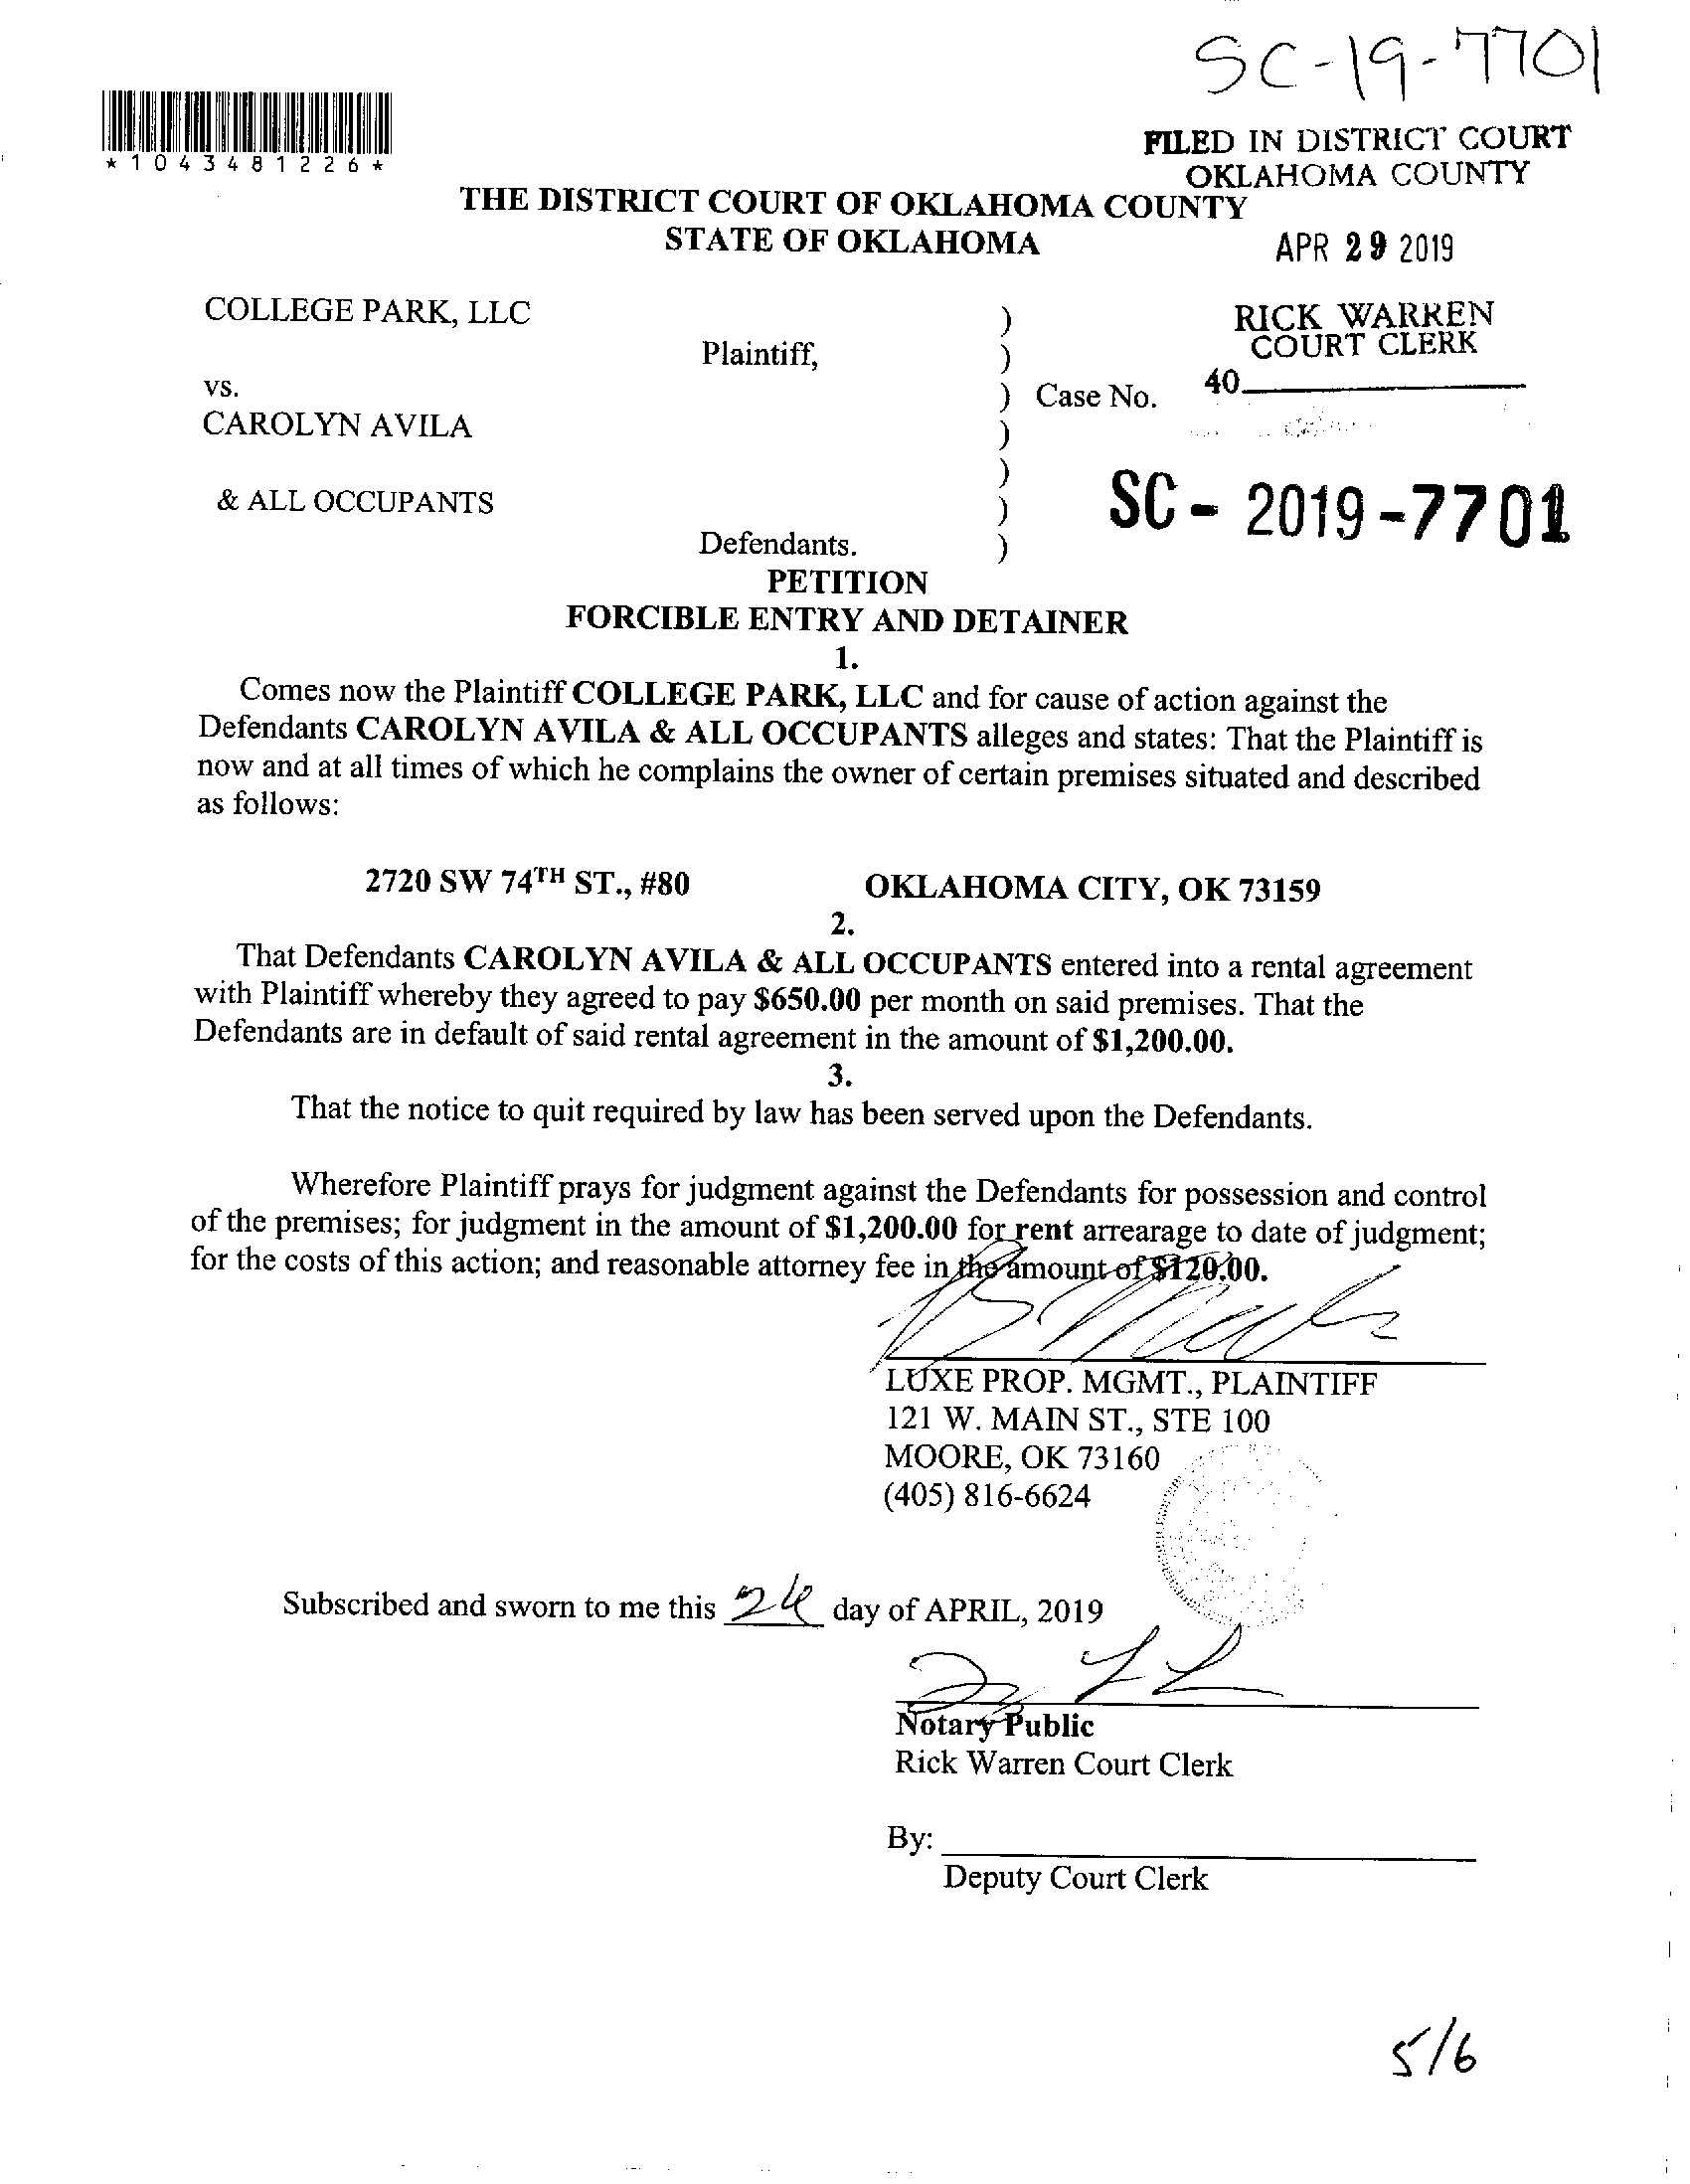 SC-19-7701
*1043481226*
FILED IN DISTRICT COURT
OKLAHOMA COUNTY
THE DISTRICT COURT OF OKLAHOMA COUNTY
STATE OF OKLAHOMA
APR 29 2019
COLLEGE PARK, LLC )
Plaintiff, )
RICK WARREN
COURT CLERK
vs. ) Case No. 40
CAROLYN AVILA )
)
& ALL OCCUPANTS )
SC - 2019 - 7701
Defendants. )
PETITION
FORCIBLE ENTRY AND DETAINER
1.
Comes now the Plaintiff COLLEGE PARK, LLC and for cause of action against the
Defendants CAROLYN AVILA & ALL OCCUPANTS alleges and states: That the Plaintiff is
now and at all times of which he complains the owner of certain premises situated and described
as follows:
2720 SW 74TH ST., #80 OKLAHOMA CITY, OK 73159
2.
That Defendants CAROLYN AVILA & ALL OCCUPANTS entered into a rental agreement
with Plaintiff whereby they agreed to pay $650.00 per month on said premises. That the
Defendants are in default of said rental agreement in the amount of $1,200.00.
3.
That the notice to quit required by law has been served upon the Defendants.
Wherefore Plaintiff prays for judgment against the Defendants for possession and control
of the premises; for judgment in the amount of $1,200.00 for rent arrearage to date of judgment;
for the costs of this action; and reasonable attorney fee in the amount of $120.00.
LUXE PROP. MGMT., PLAINTIFF
121 W. MAIN ST., STE 100
MOORE, OK 73160
(405) 816-6624
Subscribed and sworn to me this day of APRIL, 2019
Notary Public
Rick Warren Court Clerk
By:
Deputy Court Clerk
5/6